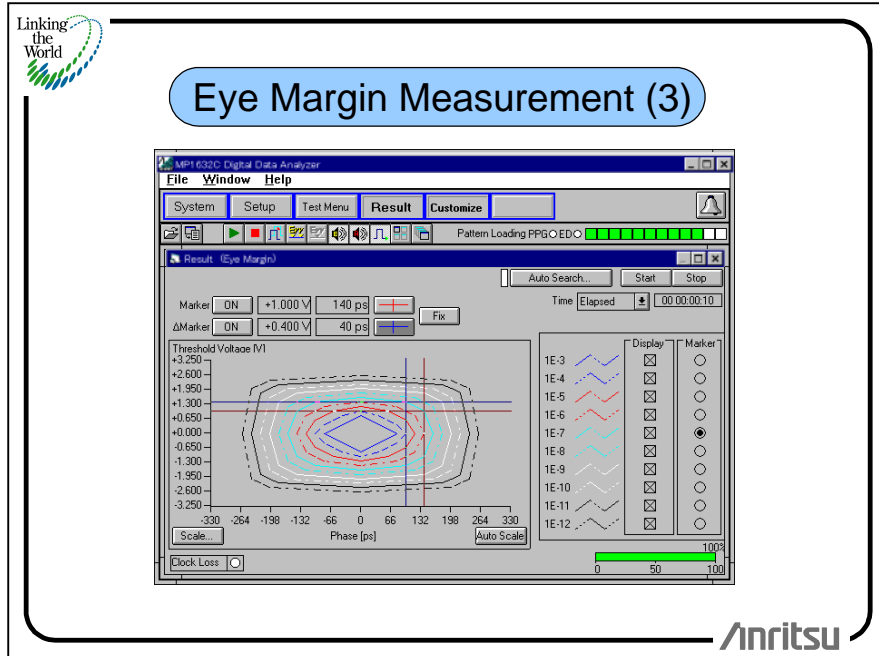 Linking
the
World
Eye Margin Measurement (3)
MP1632C Digital Data Analyzer
File Window Help
System Setup Test Menu Result Customize
Pattern Loading PPG ED
Result (Eye Margin)
Auto Search... Start Stop
Time Elapsed 00 00:00:10
Marker ON +1.000 V 140 ps
Fix
ΔMarker ON +0.400 V 40 ps
Threshold Voltage [V]
+3.250
+2.600
+1.950
+1.300
+0.650
+0.000
-0.650
-1.300
-1.950
-2.600
-3.250
-330 -264 -198 -132 -66 0 66 132 198 264 330
Scale... Phase [ps] Auto Scale
Display Marker
1E-3
1E-4
1E-5
1E-6
1E-7
1E-8
1E-9
1E-10
1E-11
1E-12
Clock Loss
100%
0 50 100
Anritsu